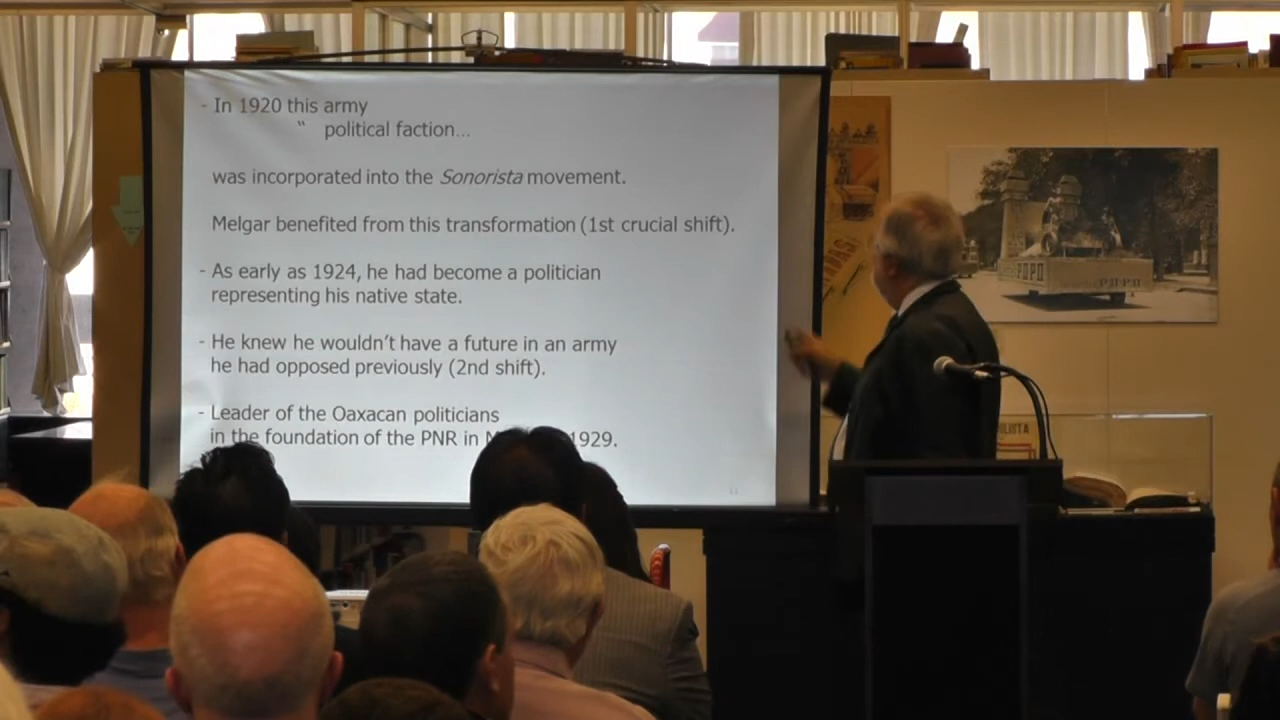 - In 1920 this army
“ political faction...
was incorporated into the Sonorista movement.
Melgar benefited from this transformation (1st crucial shift).
- As early as 1924, he had become a politician
representing his native state.
- He knew he wouldn't have a future in an army
he had opposed previously (2nd shift).
- Leader of the Oaxacan politicians
in the foundation of the PNR in 1929.
11